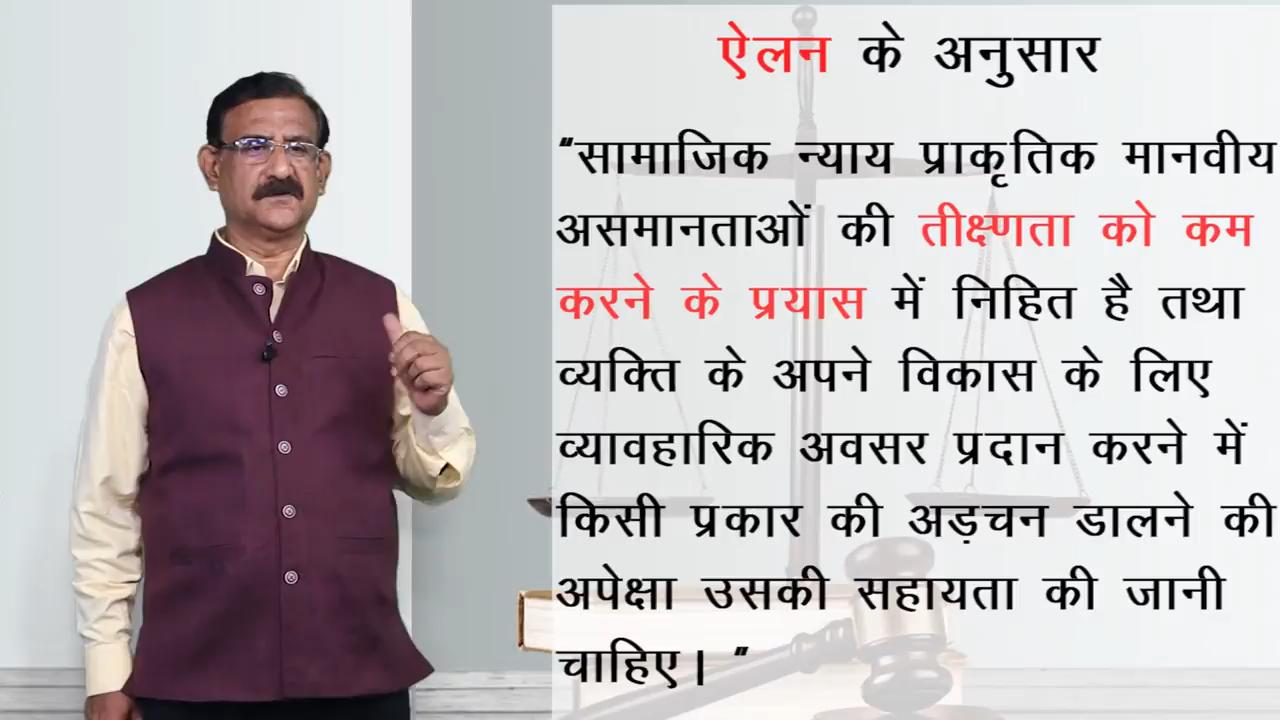 ऐलन के अनुसार
"सामाजिक न्याय प्राकृतिक मानवीय
असमानताओं की तीक्ष्णता को कम
करने के प्रयास में निहित है तथा
व्यक्ति के अपने विकास के लिए
व्यावहारिक अवसर प्रदान करने में
किसी प्रकार की अड़चन डालने की
अपेक्षा उसकी सहायता की जानी
चाहिए। "